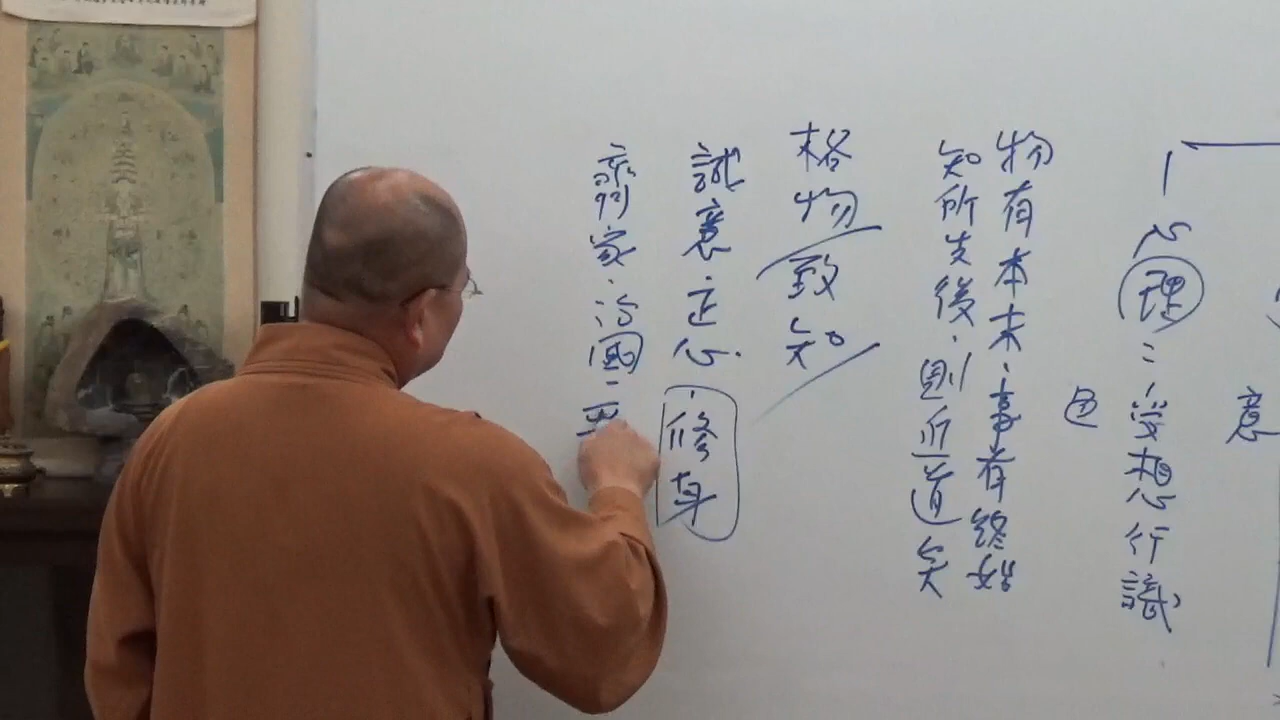 意
心理：受想行識
色
物有本末，事有終始
知所先後，則近道矣
格物致知
誠意，正心，修身
齊家，治國，平